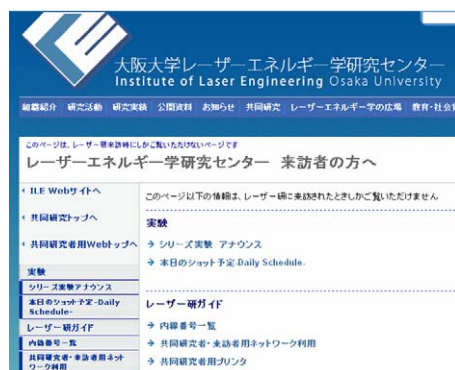 大阪大学レーザーエネルギー学研究センター
Institute of Laser Engineering Osaka University
組織紹介 研究活動 研究実績 公開資料 お知らせ 共同研究 レーザーエネルギー学の広場 教育・社会
このページは、レーザー研来訪時にしかご覧いただけないページです
レーザーエネルギー学研究センター 来訪者の方へ
ILE Webサイトへ
共同研究トップへ
共同研究者用Webトップへ
実験
シリーズ実験アナウンス
本日のショット予定-Daily
Schedule-
レーザー研ガイド
内線番号一覧
共同研究者・来訪者用ネット
ワーク利用
このページ以下の情報は、レーザー研に来訪されたときしかご覧いただけません
実験
シリーズ実験 アナウンス
本日のショット予定-Daily Schedule-
レーザー研ガイド
内線番号一覧
共同研究者・来訪者用ネットワーク利用
共同研究者用プリンタ